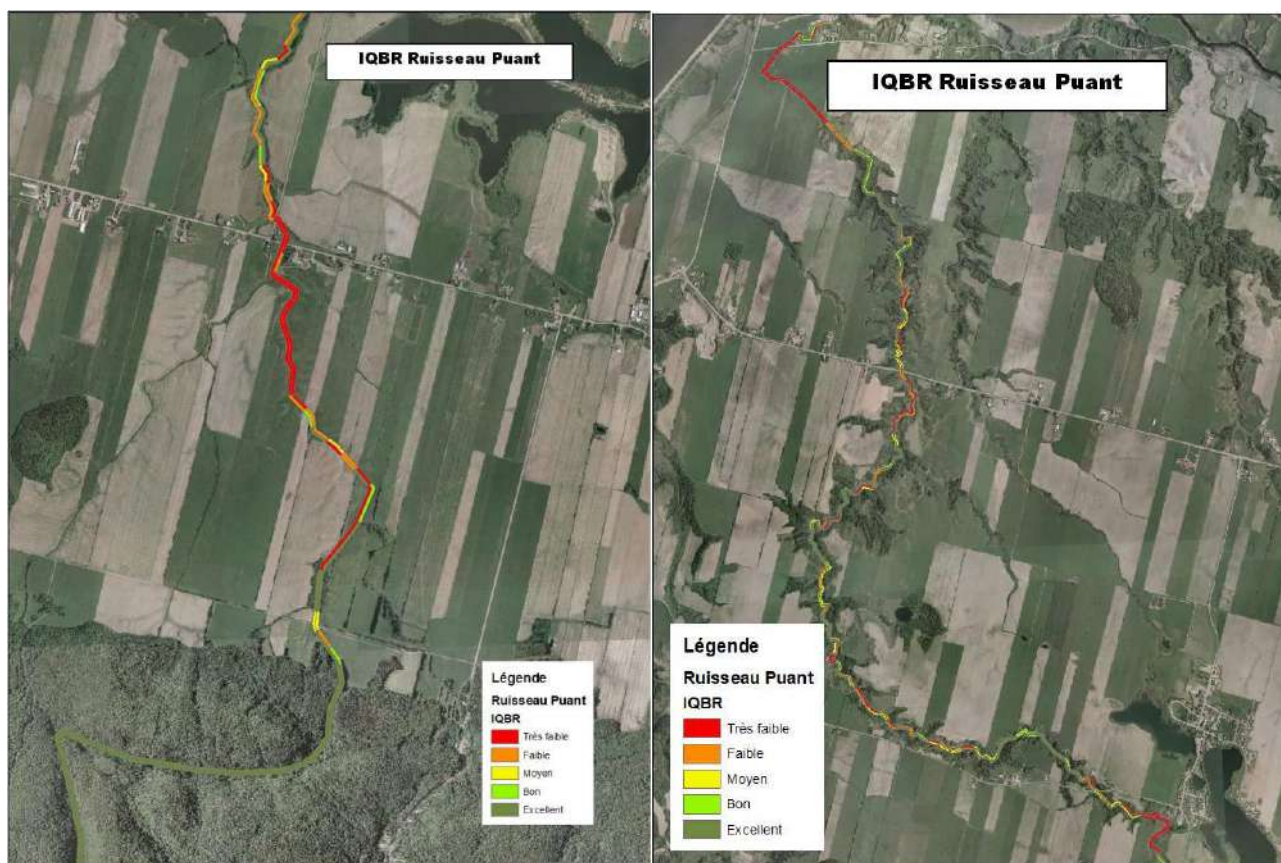 IQBR Ruisseau Puant
Légende
Ruisseau Puant
IQBR
Très faible
Faible
Moyen
Bon
Excellent
IQBR Ruisseau Puant
Légende
Ruisseau Puant
IQBR
Très faible
Faible
Moyen
Bon
Excellent